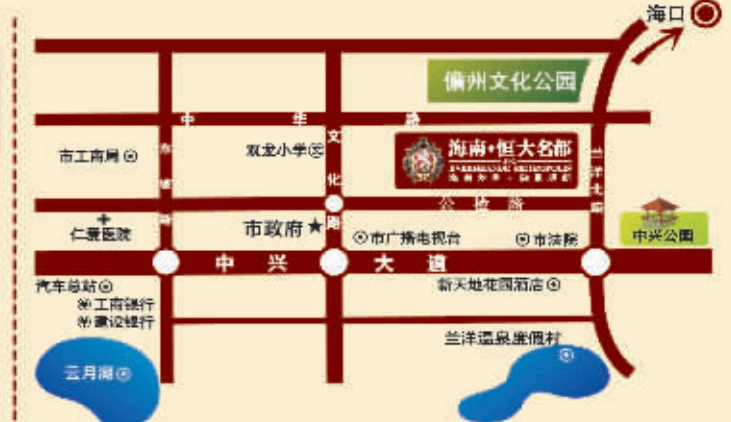 海口
儋州文化公园
中华路
市工商局
双龙小学
文化路
海南·恒大名都
兰洋北路
公捻路
仁爱医院
市政府
市广播电视台
市法院
中兴公园
中兴大道
汽车总站
工商银行
建设银行
新天地花园酒店
兰洋温泉度假村
云月湖